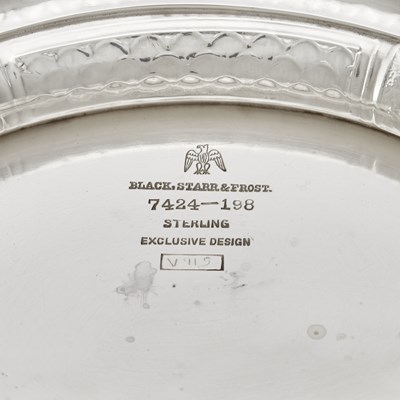 BLACK, STARR & FROST.
7424—198
STERLING
EXCLUSIVE DESIGN